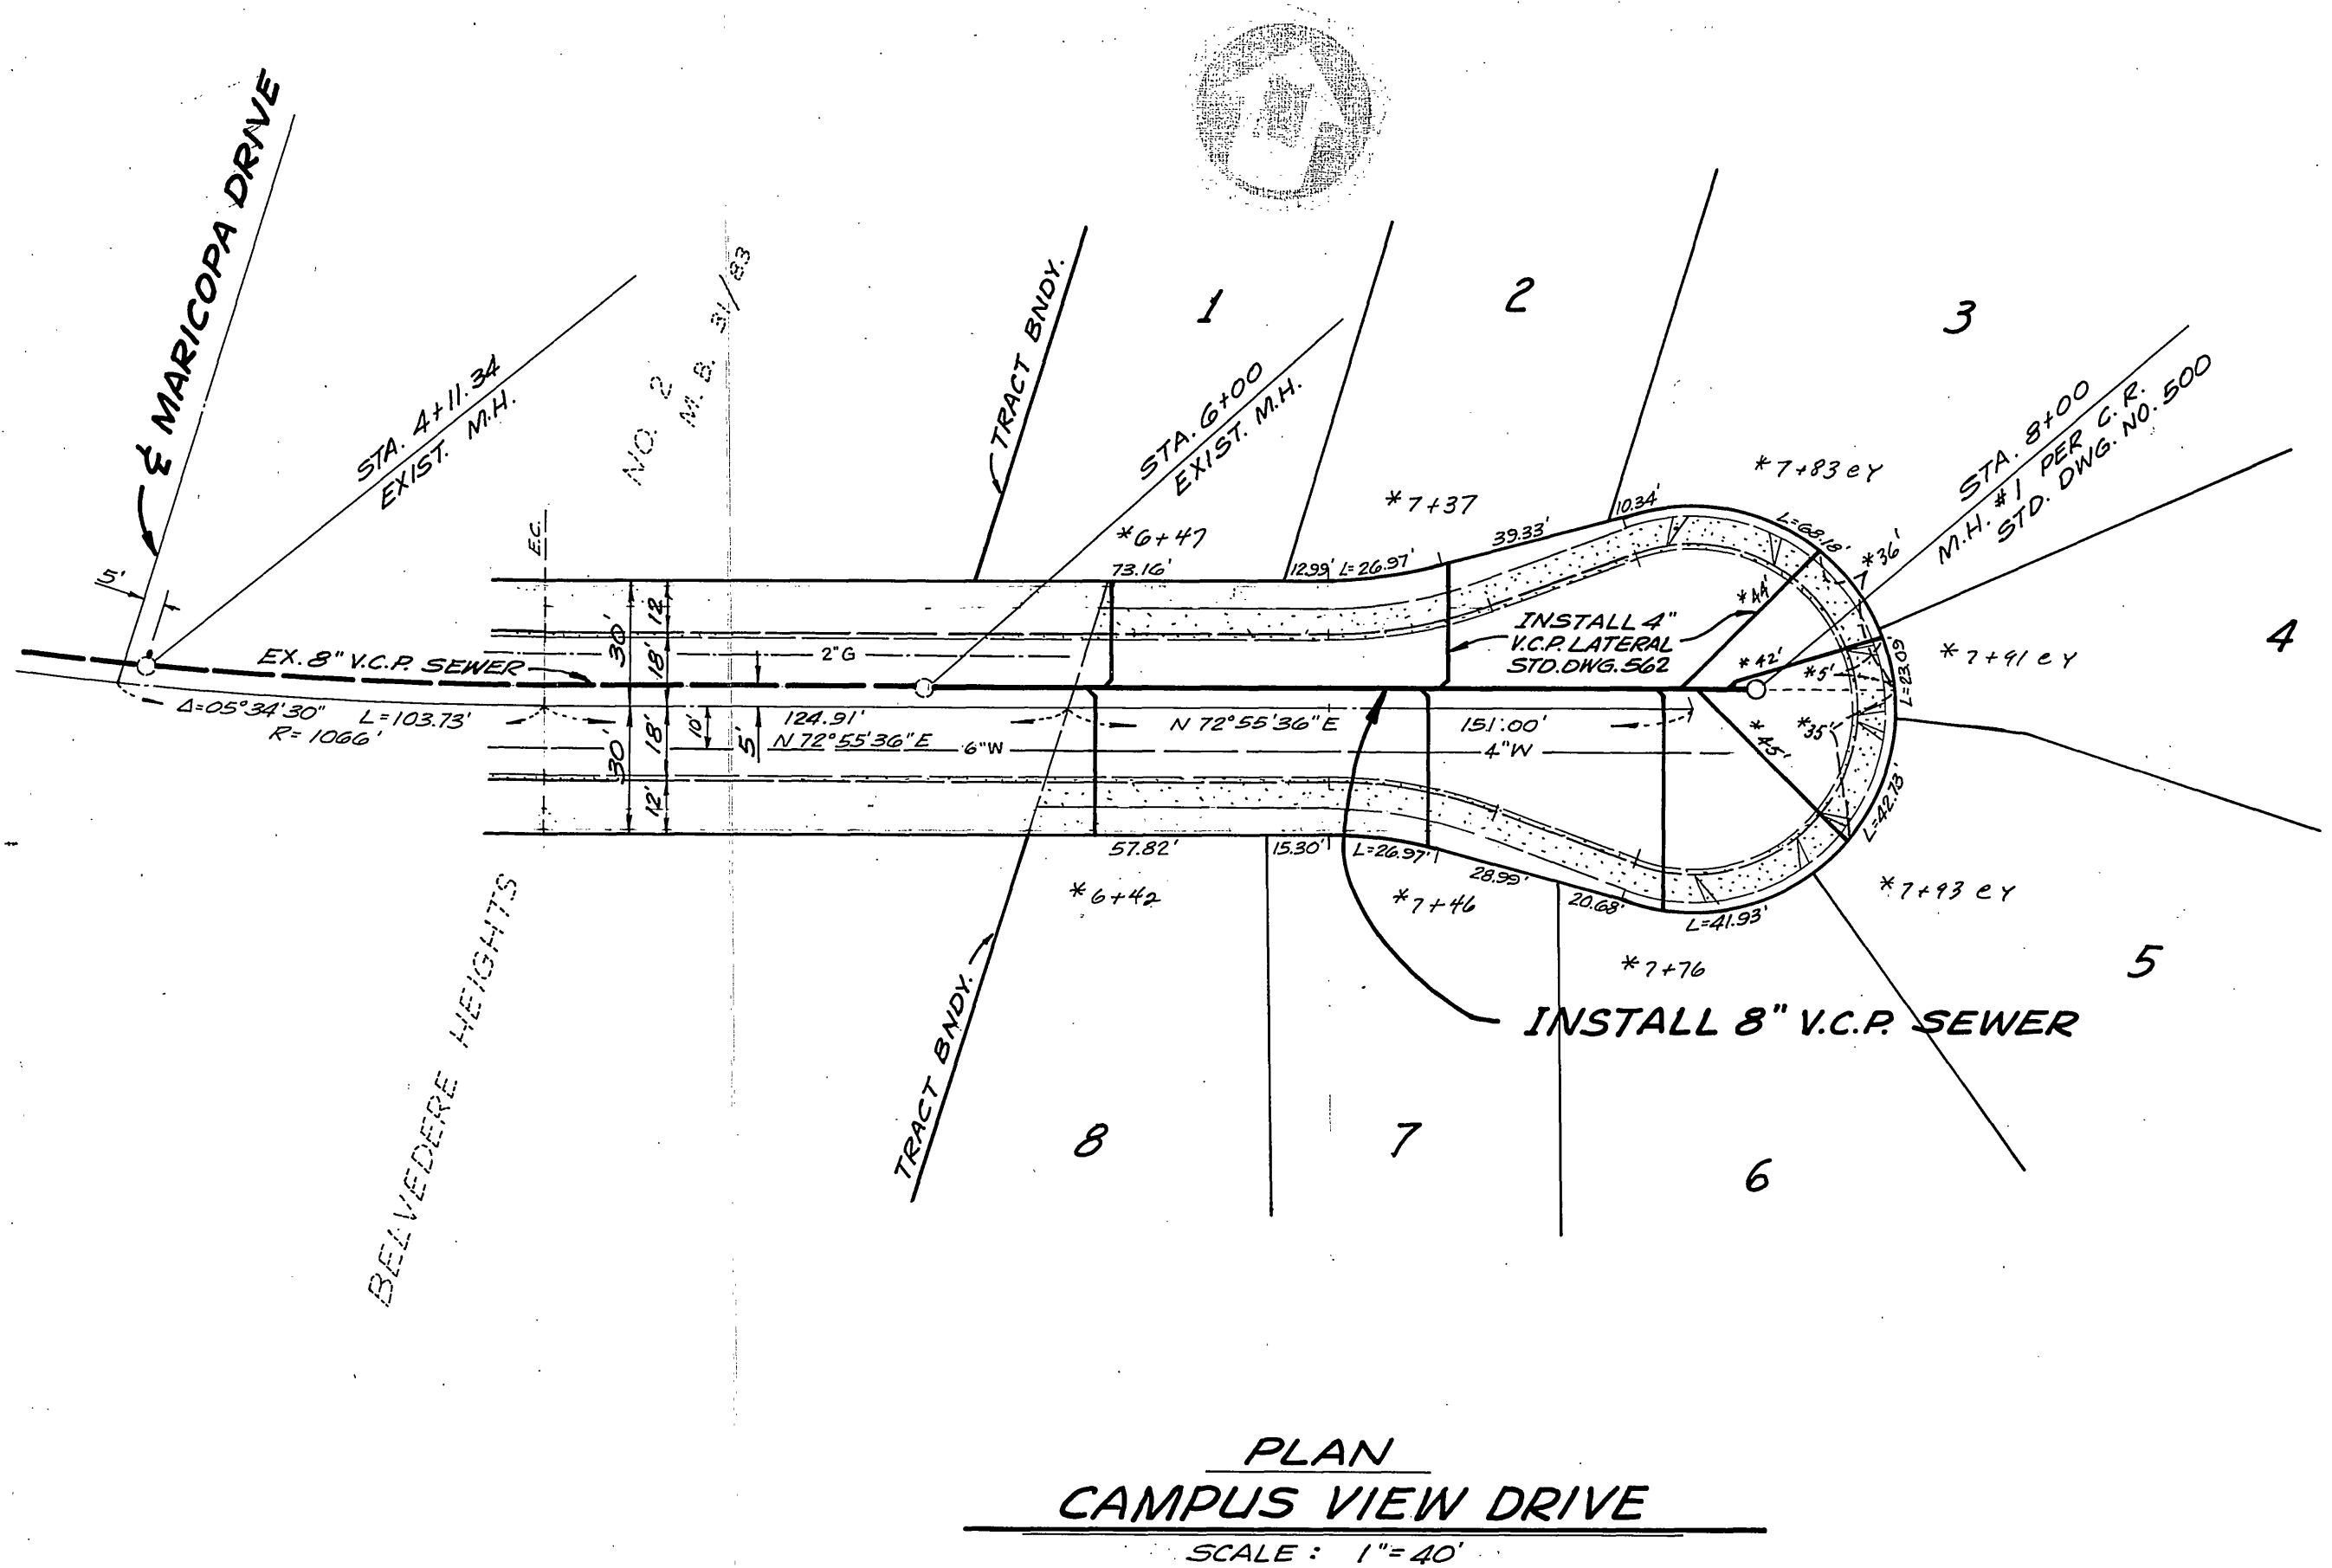 ℄ MARICOPA DRIVE
5'
STA. 4+11.34
EXIST. M.H.
NO. 2
M.B. 31/83
TRACT BNDY.
1
2
3
STA. 6+00
EXIST. M.H.
STA. 8+00
M.H. #1 PER C.R.
STD. DWG. NO. 500
*7+83 e Y
*7+37
*6+47
E.C.
73.16'
12.99'
L=26.97'
39.33'
10.34'
L=68.18'
*36'
*44'
INSTALL 4"
V.C.P. LATERAL
STD. DWG. 562
*42'
*5'
L=23.09'
*7+91 e Y
4
30'
12
18'
2"G
EX. 8" V.C.P. SEWER
Δ=05°34'30"
L=103.73'
R=1066'
124.91'
N 72°55'36"E
151.00'
10'
5'
N 72°55'36"E
6"W
4"W
*35'
*45'
30'
18'
12'
57.82'
15.30'
L=26.97'
28.99'
20.68'
L=41.93'
L=42.73'
*6+42
*7+46
*7+76
*7+93 e Y
5
BELVEDERE HEIGHTS
TRACT BNDY.
INSTALL 8" V.C.P. SEWER
8
7
6
PLAN
CAMPUS VIEW DRIVE
SCALE: 1"=40'